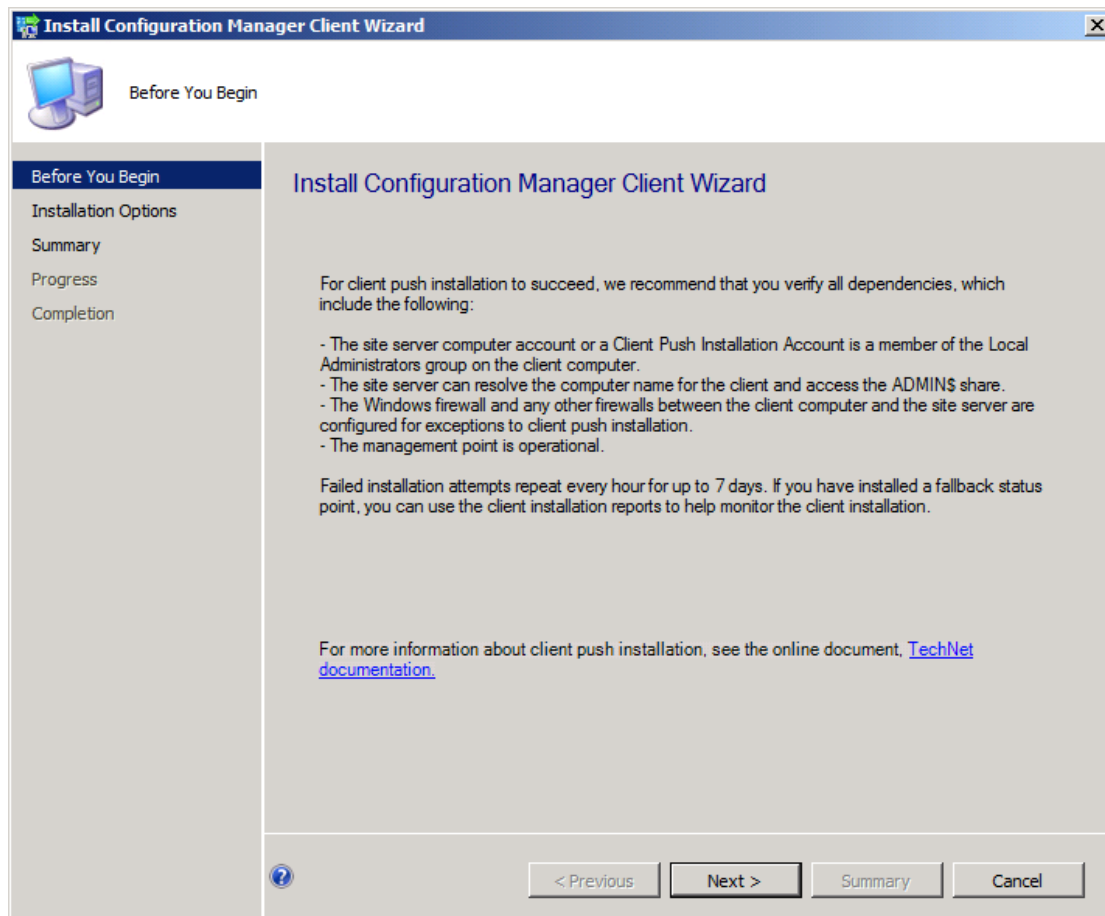 Install Configuration Manager Client Wizard
Before You Begin
Before You Begin
Installation Options
Summary
Progress
Completion
Install Configuration Manager Client Wizard
For client push installation to succeed, we recommend that you verify all dependencies, which
include the following:
- The site server computer account or a Client Push Installation Account is a member of the Local
Administrators group on the client computer.
- The site server can resolve the computer name for the client and access the ADMIN$ share.
- The Windows firewall and any other firewalls between the client computer and the site server are
configured for exceptions to client push installation.
- The management point is operational.
Failed installation attempts repeat every hour for up to 7 days. If you have installed a fallback status
point, you can use the client installation reports to help monitor the client installation.
For more information about client push installation, see the online document, TechNet
documentation.
< Previous
Next >
Summary
Cancel